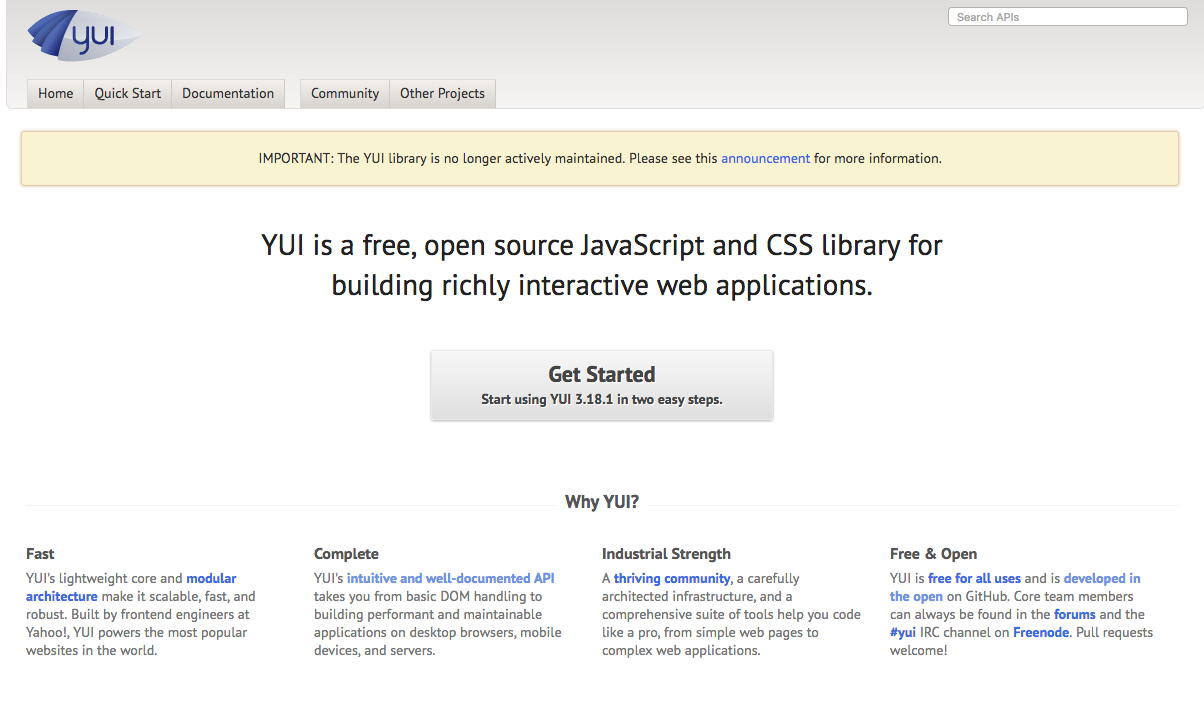 yui
Search APIs
Home Quick Start Documentation Community Other Projects
IMPORTANT: The YUI library is no longer actively maintained. Please see this announcement for more information.
YUI is a free, open source JavaScript and CSS library for
building richly interactive web applications.
Get Started
Start using YUI 3.18.1 in two easy steps.
Why YUI?
Fast
YUI's lightweight core and modular
architecture make it scalable, fast, and
robust. Built by frontend engineers at
Yahoo!, YUI powers the most popular
websites in the world.
Complete
YUI's intuitive and well-documented API
takes you from basic DOM handling to
building performant and maintainable
applications on desktop browsers, mobile
devices, and servers.
Industrial Strength
A thriving community, a carefully
architected infrastructure, and a
comprehensive suite of tools help you code
like a pro, from simple web pages to
complex web applications.
Free & Open
YUI is free for all uses and is developed in
the open on GitHub. Core team members
can always be found in the forums and the
#yui IRC channel on Freenode. Pull requests
welcome!